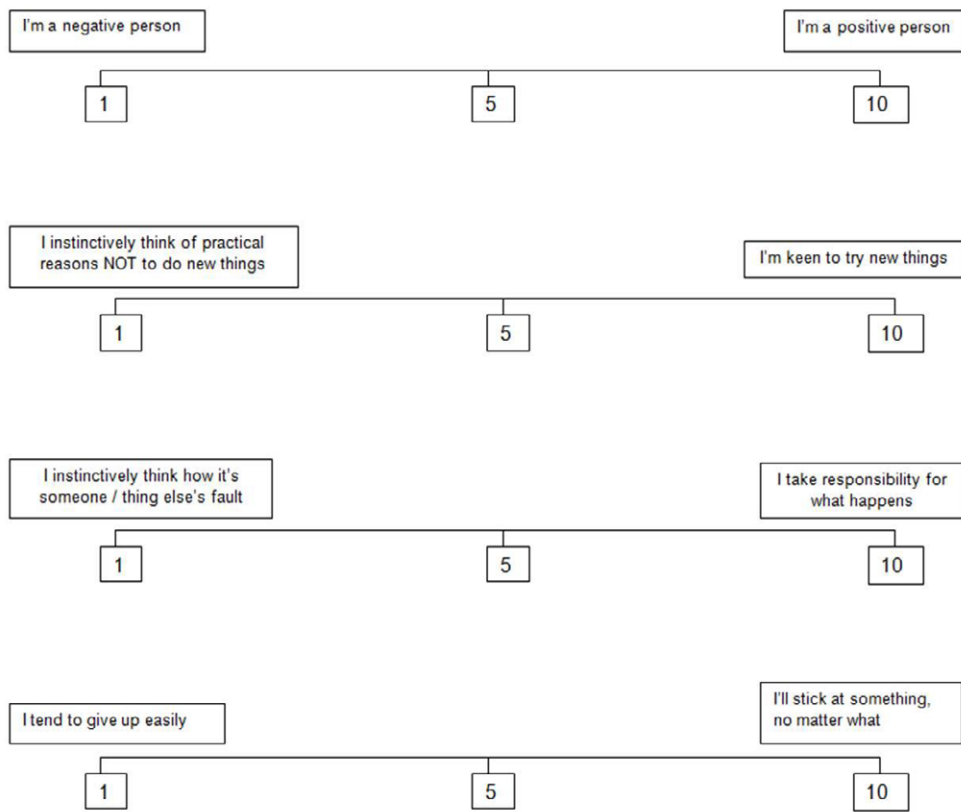 I'm a negative person
I'm a positive person
1
5
10
I instinctively think of practical
reasons NOT to do new things
I'm keen to try new things
1
5
10
I instinctively think how it's
someone / thing else's fault
I take responsibility for
what happens
1
5
10
I tend to give up easily
I'll stick at something,
no matter what
1
5
10